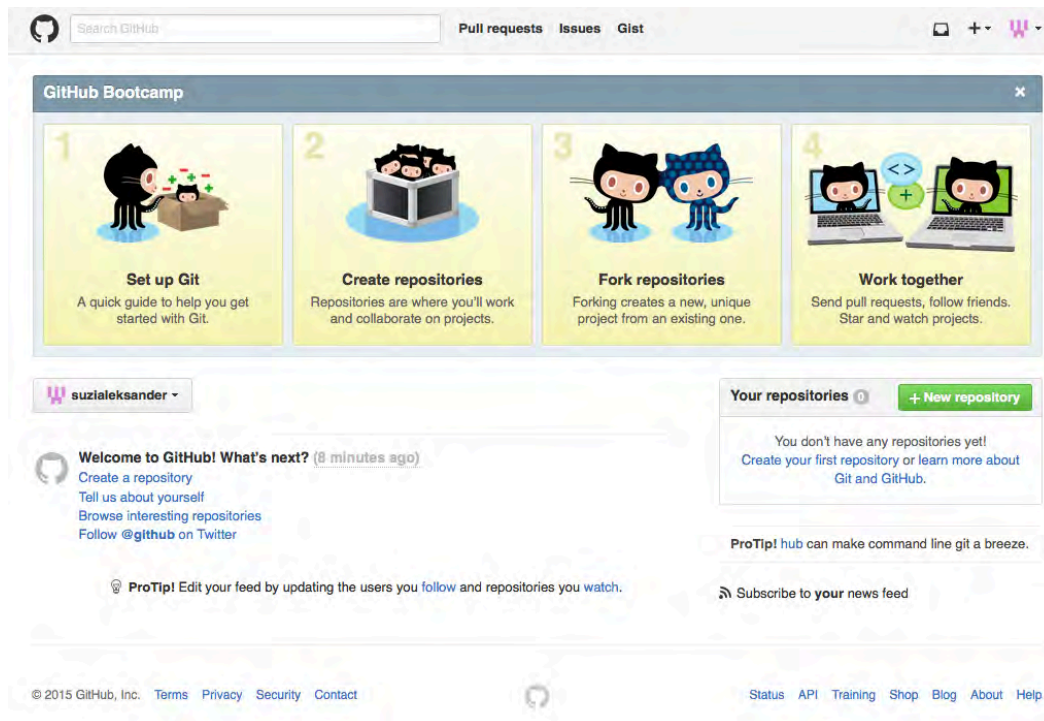 Search GitHub
Pull requests Issues Gist
GitHub Bootcamp
1
2
3
4
Set up Git
A quick guide to help you get
started with Git.
Create repositories
Repositories are where you'll work
and collaborate on projects.
Fork repositories
Forking creates a new, unique
project from an existing one.
Work together
Send pull requests, follow friends.
Star and watch projects.
suzialeksander
Welcome to GitHub! What's next? (8 minutes ago)
Create a repository
Tell us about yourself
Browse interesting repositories
Follow @github on Twitter
ProTip! Edit your feed by updating the users you follow and repositories you watch.
Your repositories 0
+ New repository
You don't have any repositories yet!
Create your first repository or learn more about
Git and GitHub.
ProTip! hub can make command line git a breeze.
Subscribe to your news feed
© 2015 GitHub, Inc. Terms Privacy Security Contact
Status API Training Shop Blog About Help